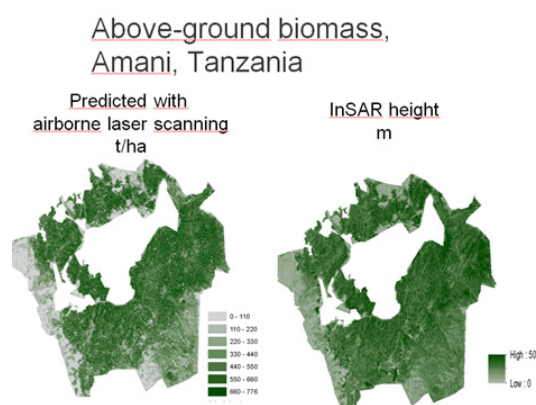 Above-ground biomass,
Amani, Tanzania
Predicted with
airborne laser scanning
t/ha
InSAR height
m
0 - 110
110 - 220
220 - 330
330 - 440
440 - 550
550 - 660
660 - 776
High : 50
Low : 0